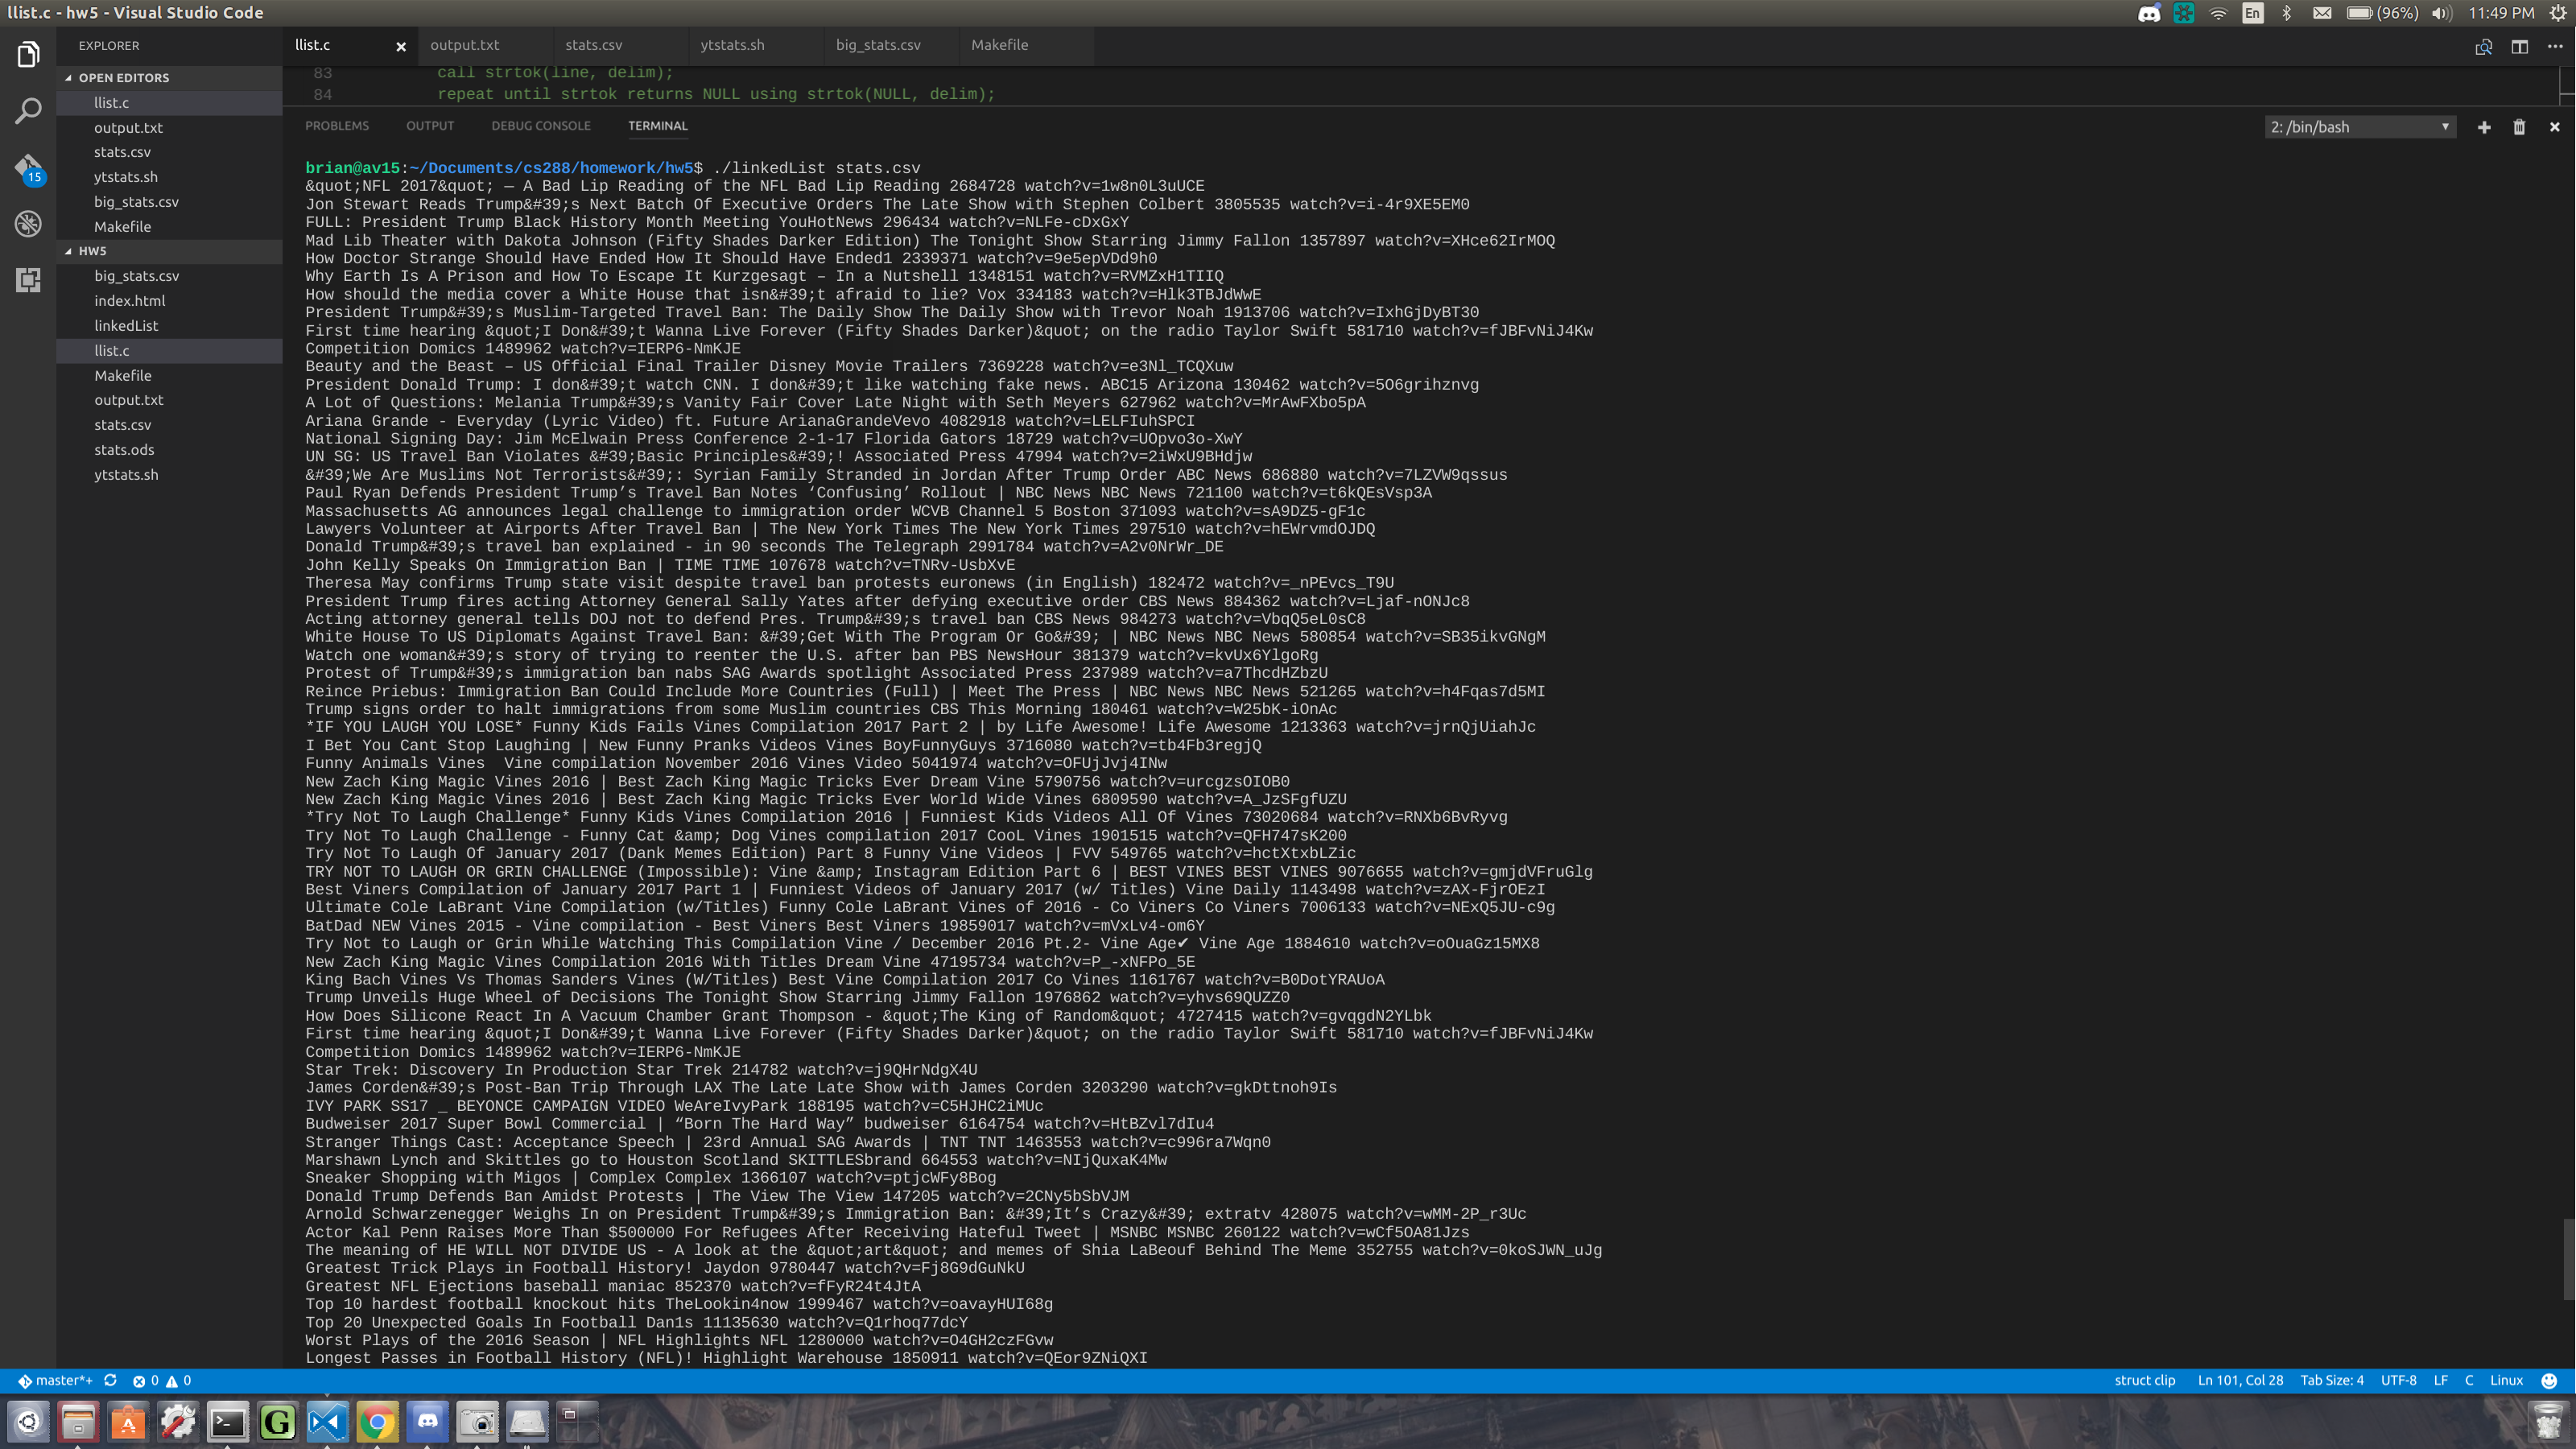 llist.c - hw5 - Visual Studio Code
En
(96%)
11:49 PM
EXPLORER
llist.c
output.txt
stats.csv
ytstats.sh
big_stats.csv
Makefile
OPEN EDITORS
llist.c
output.txt
stats.csv
ytstats.sh
big_stats.csv
Makefile
HW5
big_stats.csv
index.html
linkedList
llist.c
Makefile
output.txt
stats.csv
stats.ods
ytstats.sh
15
83 call strtok(line, delim);
84 repeat until strtok returns NULL using strtok(NULL, delim);
PROBLEMS OUTPUT DEBUG CONSOLE TERMINAL
2: /bin/bash
brian@av15:~/Documents/cs288/homework/hw5$ ./linkedList stats.csv
&quot;NFL 2017&quot; — A Bad Lip Reading of the NFL Bad Lip Reading 2684728 watch?v=1w8n0L3uUCE
Jon Stewart Reads Trump&#39;s Next Batch Of Executive Orders The Late Show with Stephen Colbert 3805535 watch?v=i-4r9XE5EM0
FULL: President Trump Black History Month Meeting YouHotNews 296434 watch?v=NLFe-cDxGxY
Mad Lib Theater with Dakota Johnson (Fifty Shades Darker Edition) The Tonight Show Starring Jimmy Fallon 1357897 watch?v=XHce62IrMOQ
How Doctor Strange Should Have Ended How It Should Have Ended1 2339371 watch?v=9e5epVDd9h0
Why Earth Is A Prison and How To Escape It Kurzgesagt – In a Nutshell 1348151 watch?v=RVMZxH1TIIQ
How should the media cover a White House that isn&#39;t afraid to lie? Vox 334183 watch?v=Hlk3TBJdWwE
President Trump&#39;s Muslim-Targeted Travel Ban: The Daily Show The Daily Show with Trevor Noah 1913706 watch?v=IxhGjDyBT30
First time hearing &quot;I Don&#39;t Wanna Live Forever (Fifty Shades Darker)&quot; on the radio Taylor Swift 581710 watch?v=fJBFvNiJ4Kw
Competition Domics 1489962 watch?v=IERP6-NmKJE
Beauty and the Beast – US Official Final Trailer Disney Movie Trailers 7369228 watch?v=e3Nl_TCQXuw
President Donald Trump: I don&#39;t watch CNN. I don&#39;t like watching fake news. ABC15 Arizona 130462 watch?v=5O6grihznvg
A Lot of Questions: Melania Trump&#39;s Vanity Fair Cover Late Night with Seth Meyers 627962 watch?v=MrAwFXbo5pA
Ariana Grande - Everyday (Lyric Video) ft. Future ArianaGrandeVevo 4082918 watch?v=LELFIuhSPCI
National Signing Day: Jim McElwain Press Conference 2-1-17 Florida Gators 18729 watch?v=UOpvo3o-XwY
UN SG: US Travel Ban Violates &#39;Basic Principles&#39;! Associated Press 47994 watch?v=2iWxU9BHdjw
&#39;We Are Muslims Not Terrorists&#39;: Syrian Family Stranded in Jordan After Trump Order ABC News 686880 watch?v=7LZVW9qssus
Paul Ryan Defends President Trump’s Travel Ban Notes ‘Confusing’ Rollout | NBC News NBC News 721100 watch?v=t6kQEsVsp3A
Massachusetts AG announces legal challenge to immigration order WCVB Channel 5 Boston 371093 watch?v=sA9DZ5-gF1c
Lawyers Volunteer at Airports After Travel Ban | The New York Times The New York Times 297510 watch?v=hEWrvmdOJDQ
Donald Trump&#39;s travel ban explained - in 90 seconds The Telegraph 2991784 watch?v=A2v0NrWr_DE
John Kelly Speaks On Immigration Ban | TIME TIME 107678 watch?v=TNRv-UsbXvE
Theresa May confirms Trump state visit despite travel ban protests euronews (in English) 182472 watch?v=_nPEvcs_T9U
President Trump fires acting Attorney General Sally Yates after defying executive order CBS News 884362 watch?v=Ljaf-nONJc8
Acting attorney general tells DOJ not to defend Pres. Trump&#39;s travel ban CBS News 984273 watch?v=VbqQ5eL0sC8
White House To US Diplomats Against Travel Ban: &#39;Get With The Program Or Go&#39; | NBC News NBC News 580854 watch?v=SB35ikvGNgM
Watch one woman&#39;s story of trying to reenter the U.S. after ban PBS NewsHour 381379 watch?v=kvUx6YlgoRg
Protest of Trump&#39;s immigration ban nabs SAG Awards spotlight Associated Press 237989 watch?v=a7ThcdHZbzU
Reince Priebus: Immigration Ban Could Include More Countries (Full) | Meet The Press | NBC News NBC News 521265 watch?v=h4Fqas7d5MI
Trump signs order to halt immigrations from some Muslim countries CBS This Morning 180461 watch?v=W25bK-iOnAc
*IF YOU LAUGH YOU LOSE* Funny Kids Fails Vines Compilation 2017 Part 2 | by Life Awesome! Life Awesome 1213363 watch?v=jrnQjUiahJc
I Bet You Cant Stop Laughing | New Funny Pranks Videos Vines BoyFunnyGuys 3716080 watch?v=tb4Fb3regjQ
Funny Animals Vines  Vine compilation November 2016 Vines Video 5041974 watch?v=OFUjJvj4INw
New Zach King Magic Vines 2016 | Best Zach King Magic Tricks Ever Dream Vine 5790756 watch?v=urcgzsOIOB0
New Zach King Magic Vines 2016 | Best Zach King Magic Tricks Ever World Wide Vines 6809590 watch?v=A_JzSFgfUZU
*Try Not To Laugh Challenge* Funny Kids Vines Compilation 2016 | Funniest Kids Videos All Of Vines 73020684 watch?v=RNXb6BvRyvg
Try Not To Laugh Challenge - Funny Cat &amp; Dog Vines compilation 2017 CooL Vines 1901515 watch?v=QFH747sK200
Try Not To Laugh Of January 2017 (Dank Memes Edition) Part 8 Funny Vine Videos | FVV 549765 watch?v=hctXtxbLZic
TRY NOT TO LAUGH OR GRIN CHALLENGE (Impossible): Vine &amp; Instagram Edition Part 6 | BEST VINES BEST VINES 9076655 watch?v=gmjdVFruGlg
Best Viners Compilation of January 2017 Part 1 | Funniest Videos of January 2017 (w/ Titles) Vine Daily 1143498 watch?v=zAX-FjrOEzI
Ultimate Cole LaBrant Vine Compilation (w/Titles) Funny Cole LaBrant Vines of 2016 - Co Viners Co Viners 7006133 watch?v=NExQ5JU-c9g
BatDad NEW Vines 2015 - Vine compilation - Best Viners Best Viners 19859017 watch?v=mVxLv4-om6Y
Try Not to Laugh or Grin While Watching This Compilation Vine / December 2016 Pt.2- Vine Age✔ Vine Age 1884610 watch?v=oOuaGz15MX8
New Zach King Magic Vines Compilation 2016 With Titles Dream Vine 47195734 watch?v=P_-xNFPo_5E
King Bach Vines Vs Thomas Sanders Vines (W/Titles) Best Vine Compilation 2017 Co Vines 1161767 watch?v=B0DotYRAUoA
Trump Unveils Huge Wheel of Decisions The Tonight Show Starring Jimmy Fallon 1976862 watch?v=yhvs69QUZZ0
How Does Silicone React In A Vacuum Chamber Grant Thompson - &quot;The King of Random&quot; 4727415 watch?v=gvqgdN2YLbk
First time hearing &quot;I Don&#39;t Wanna Live Forever (Fifty Shades Darker)&quot; on the radio Taylor Swift 581710 watch?v=fJBFvNiJ4Kw
Competition Domics 1489962 watch?v=IERP6-NmKJE
Star Trek: Discovery In Production Star Trek 214782 watch?v=j9QHrNdgX4U
James Corden&#39;s Post-Ban Trip Through LAX The Late Late Show with James Corden 3203290 watch?v=gkDttnoh9Is
IVY PARK SS17 _ BEYONCE CAMPAIGN VIDEO WeAreIvyPark 188195 watch?v=C5HJHC2iMUc
Budweiser 2017 Super Bowl Commercial | “Born The Hard Way” budweiser 6164754 watch?v=HtBZvl7dIu4
Stranger Things Cast: Acceptance Speech | 23rd Annual SAG Awards | TNT TNT 1463553 watch?v=c996ra7Wqn0
Marshawn Lynch and Skittles go to Houston Scotland SKITTLESbrand 664553 watch?v=NIjQuxaK4Mw
Sneaker Shopping with Migos | Complex Complex 1366107 watch?v=ptjcWFy8Bog
Donald Trump Defends Ban Amidst Protests | The View The View 147205 watch?v=2CNy5bSbVJM
Arnold Schwarzenegger Weighs In on President Trump&#39;s Immigration Ban: &#39;It’s Crazy&#39; extratv 428075 watch?v=wMM-2P_r3Uc
Actor Kal Penn Raises More Than $500000 For Refugees After Receiving Hateful Tweet | MSNBC MSNBC 260122 watch?v=wCf5OA81Jzs
The meaning of HE WILL NOT DIVIDE US - A look at the &quot;art&quot; and memes of Shia LaBeouf Behind The Meme 352755 watch?v=0koSJWN_uJg
Greatest Trick Plays in Football History! Jaydon 9780447 watch?v=Fj8G9dGuNkU
Greatest NFL Ejections baseball maniac 852370 watch?v=fFyR24t4JtA
Top 10 hardest football knockout hits TheLookin4now 1999467 watch?v=oavayHUI68g
Top 20 Unexpected Goals In Football Dan1s 11135630 watch?v=Q1rhoq77dcY
Worst Plays of the 2016 Season | NFL Highlights NFL 1280000 watch?v=O4GH2czFGvw
Longest Passes in Football History (NFL)! Highlight Warehouse 1850911 watch?v=QEor9ZNiQXI
master*+ 0 0
struct clip Ln 101, Col 28 Tab Size: 4 UTF-8 LF C Linux